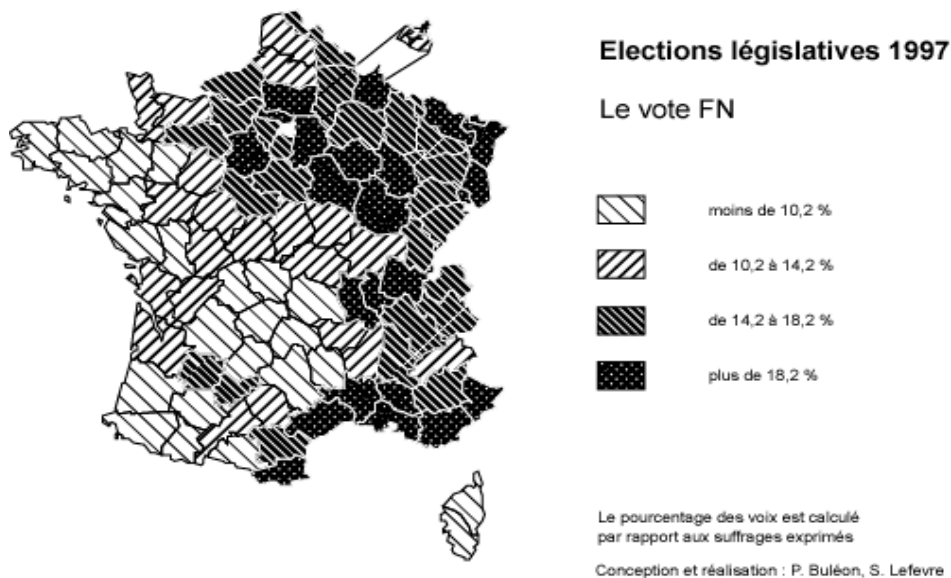 Elections législatives 1997
Le vote FN
moins de 10,2 %
de 10,2 à 14,2 %
de 14,2 à 18,2 %
plus de 18,2 %
Le pourcentage des voix est calculé
par rapport aux suffrages exprimés
Conception et réalisation : P. Buléon, S. Lefevre